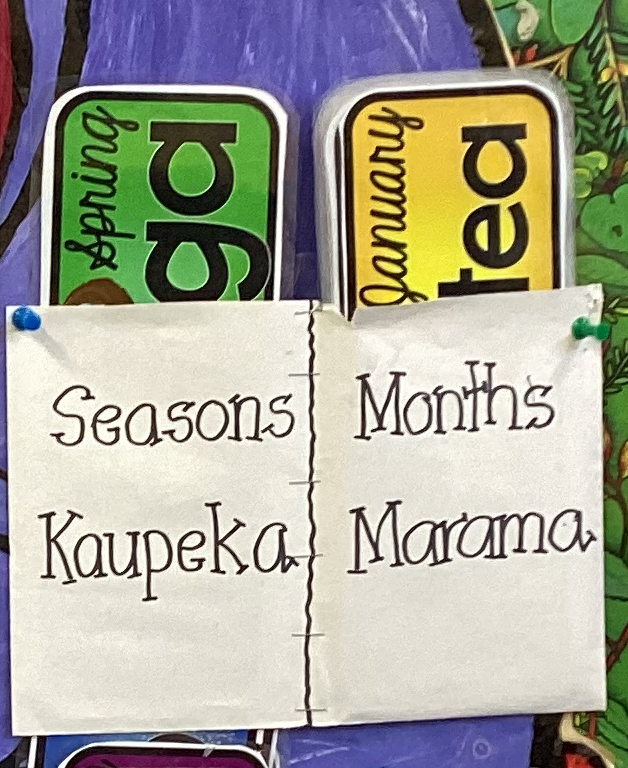 Spring
ga
January
tea
Seasons
Kaupeka
Months
Marama